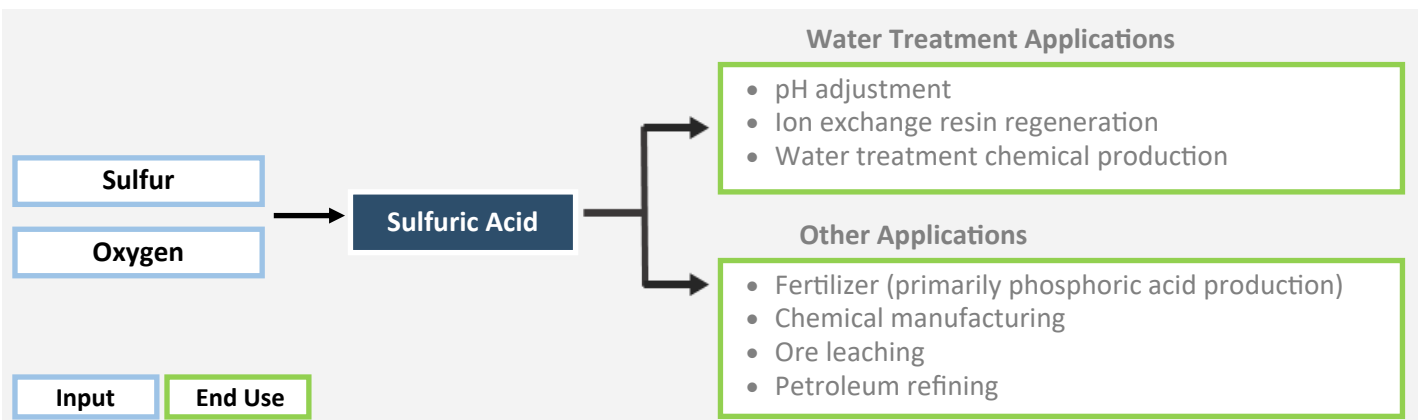 Water Treatment Applications
• pH adjustment
• Ion exchange resin regeneration
• Water treatment chemical production
Sulfur
Oxygen
Sulfuric Acid
Other Applications
• Fertilizer (primarily phosphoric acid production)
• Chemical manufacturing
• Ore leaching
• Petroleum refining
Input
End Use